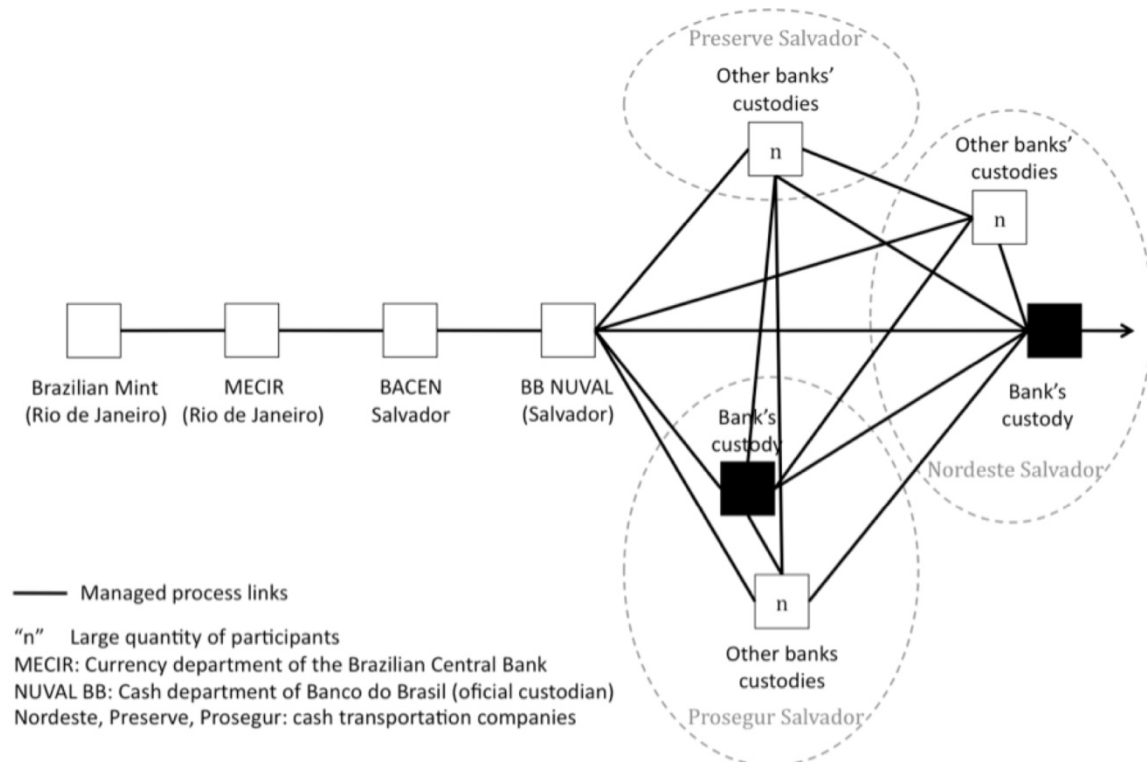 Preserve Salvador
Other banks'
custodies
n
Other banks'
custodies
n
Brazilian Mint
(Rio de Janeiro)
MECIR
(Rio de Janeiro)
BACEN
Salvador
BB NUVAL
(Salvador)
Bank's
custody
Nordeste Salvador
Bank's
custody
n
Other banks
custodies
Prosegur Salvador
Managed process links
"n" Large quantity of participants
MECIR: Currency department of the Brazilian Central Bank
NUVAL BB: Cash department of Banco do Brasil (oficial custodian)
Nordeste, Preserve, Prosegur: cash transportation companies